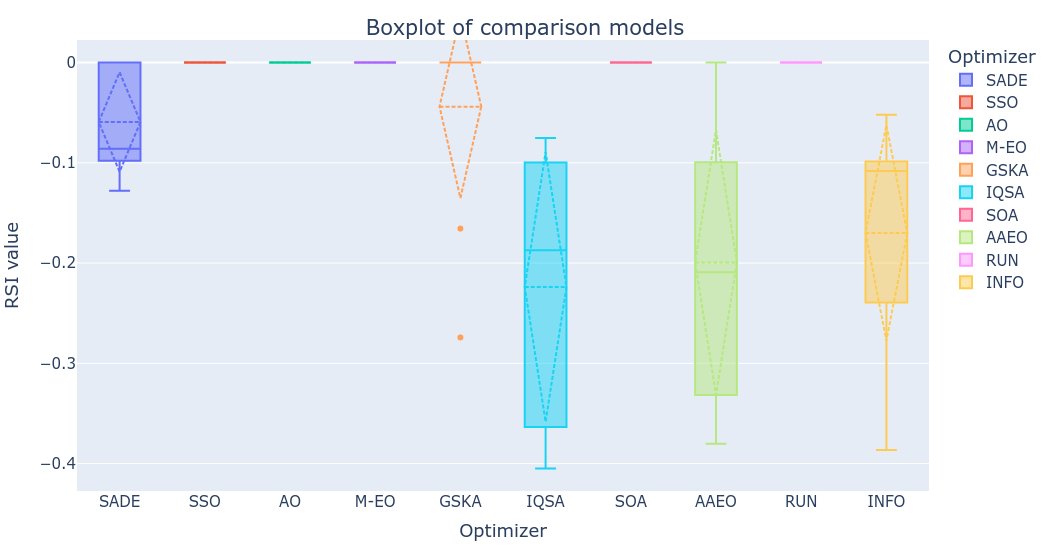 Boxplot of comparison models
RSI value
0
−0.1
−0.2
−0.3
−0.4
SADE SSO AO M-EO GSKA IQSA SOA AAEO RUN INFO
Optimizer
Optimizer
SADE
SSO
AO
M-EO
GSKA
IQSA
SOA
AAEO
RUN
INFO